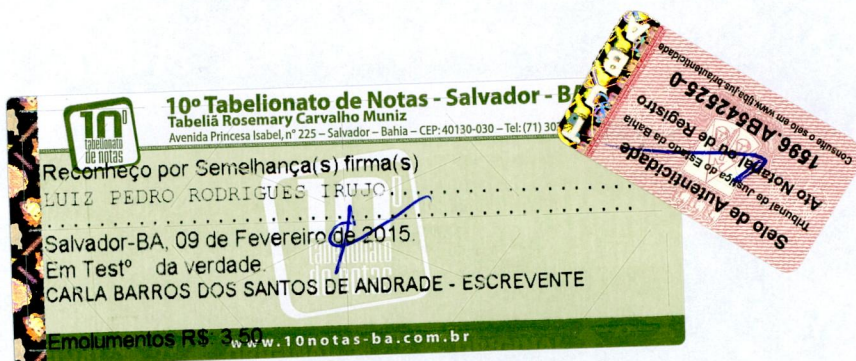 10º Tabelionato de Notas - Salvador - B
Tabeliã Rosemary Carvalho Muniz
Avenida Princesa Isabel, n° 225 – Salvador – Bahia – CEP: 40130-030 – Tel: (71) 30
10º
tabelionato
de notas
Reconheço por Semelhança(s) firma(s)
LUIZ PEDRO RODRIGUES IRUJO
Salvador-BA, 09 de Fevereiro de 2015.
Em Testº da verdade.
CARLA BARROS DOS SANTOS DE ANDRADE - ESCREVENTE
10º
tabelionato
de notas
Emolumentos R$ 3,50
www.10notas-ba.com.br
Selo de Autenticidade
Tribunal de Justiça do Estado da Bahia
Ato Notarial ou de Registro
1596.AB542525-0
Consulte o selo em www.tjba.jus.br/autenticidade